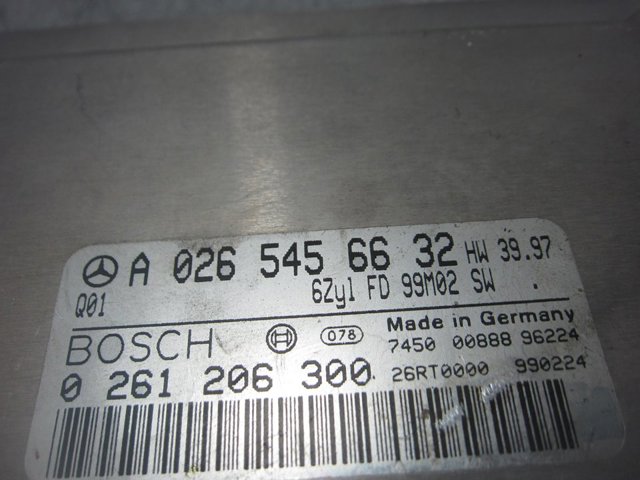 A 026 545 66 32 HW 39.97
Q01 6Zyl FD 99M02 SW .
BOSCH 078 Made in Germany
7450 00888 96224
0 261 206 300 26RT0000 990224